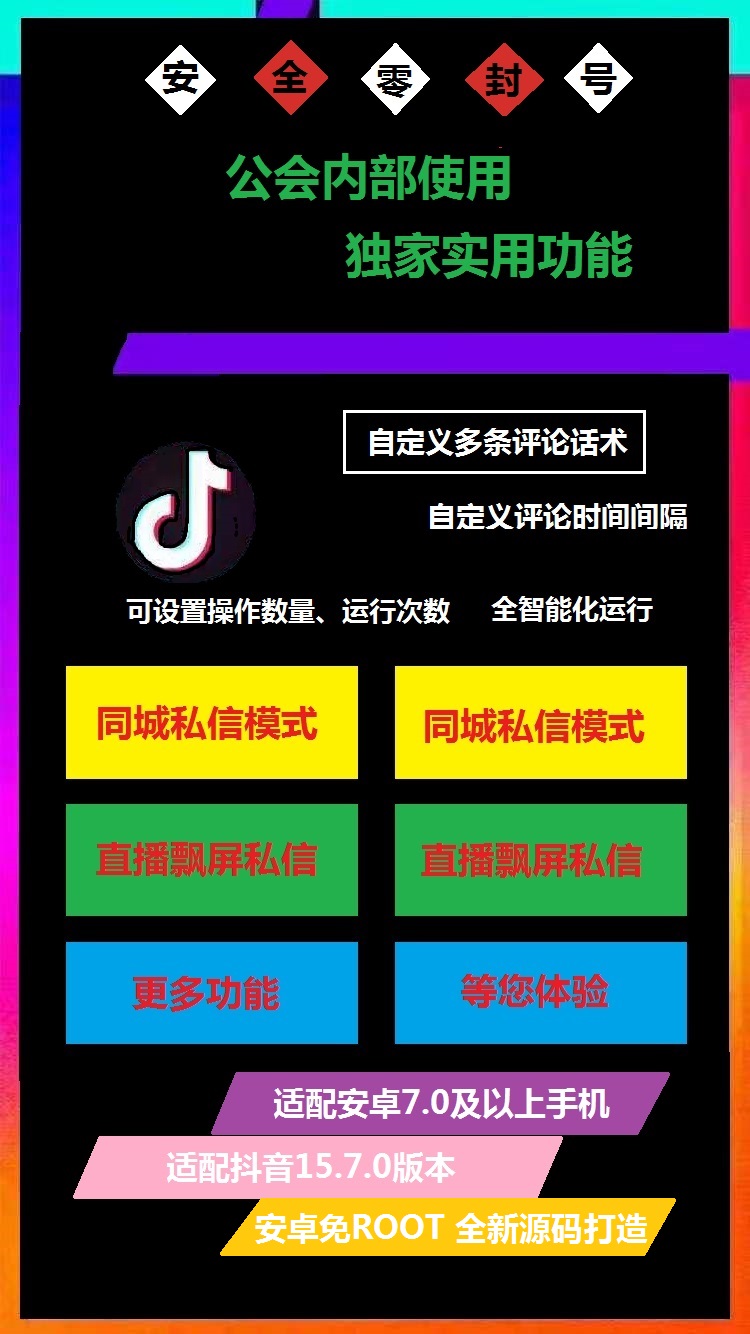 安全零封号
公会内部使用
独家实用功能
自定义多条评论话术
自定义评论时间间隔
可设置操作数量、运行次数 全智能化运行
同城私信模式 同城私信模式
直播飘屏私信 直播飘屏私信
更多功能 等您体验
适配安卓7.0及以上手机
适配抖音15.7.0版本
安卓免ROOT 全新源码打造